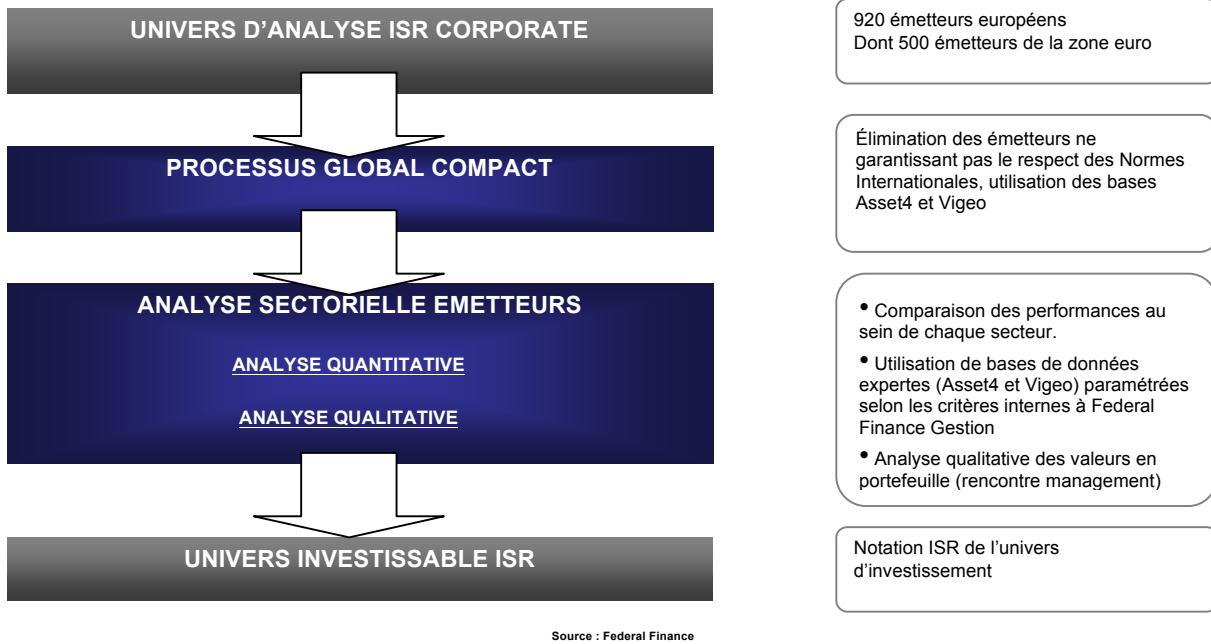 UNIVERS D'ANALYSE ISR CORPORATE
920 émetteurs européens
Dont 500 émetteurs de la zone euro
PROCESSUS GLOBAL COMPACT
Élimination des émetteurs ne
garantissant pas le respect des Normes
Internationales, utilisation des bases
Asset4 et Vigeo
ANALYSE SECTORIELLE EMETTEURS
ANALYSE QUANTITATIVE
ANALYSE QUALITATIVE
• Comparaison des performances au
sein de chaque secteur.
• Utilisation de bases de données
expertes (Asset4 et Vigeo) paramétrées
selon les critères internes à Federal
Finance Gestion
• Analyse qualitative des valeurs en
portefeuille (rencontre management)
UNIVERS INVESTISSABLE ISR
Notation ISR de l'univers
d'investissement
Source : Federal Finance